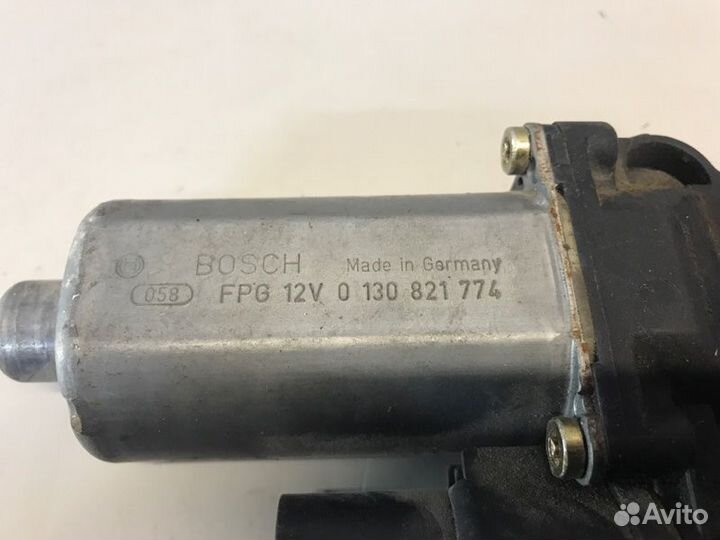 BOSCH Made in Germany
058 FPG 12V 0 130 821 774
Avito